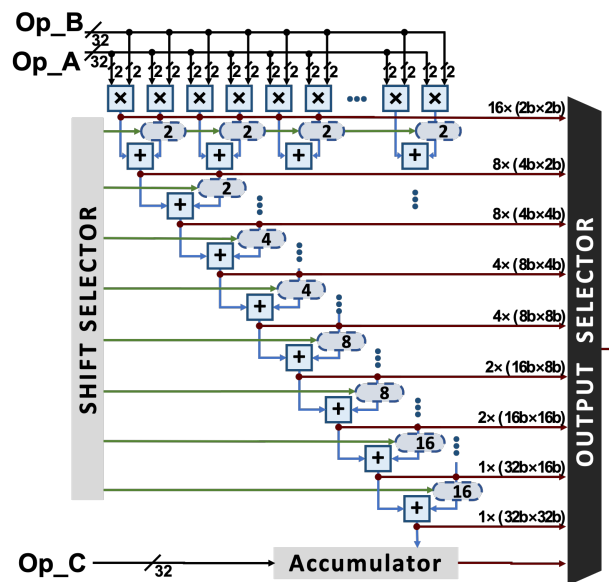 Op_B
32
Op_A
32
2 2 2 2 2 2 2 2 2 2 2 2 2 2 2 2
× × × × × × ••• × ×
16× (2b×2b)
2 2 2 2
+ + + +
8× (4b×2b)
2
+
8× (4b×4b)
4
+
4× (8b×4b)
4
+
4× (8b×8b)
8
+
2× (16b×8b)
8
+
2× (16b×16b)
16
+
1× (32b×16b)
16
+
1× (32b×32b)
SHIFT SELECTOR
OUTPUT SELECTOR
Op_C
32
Accumulator